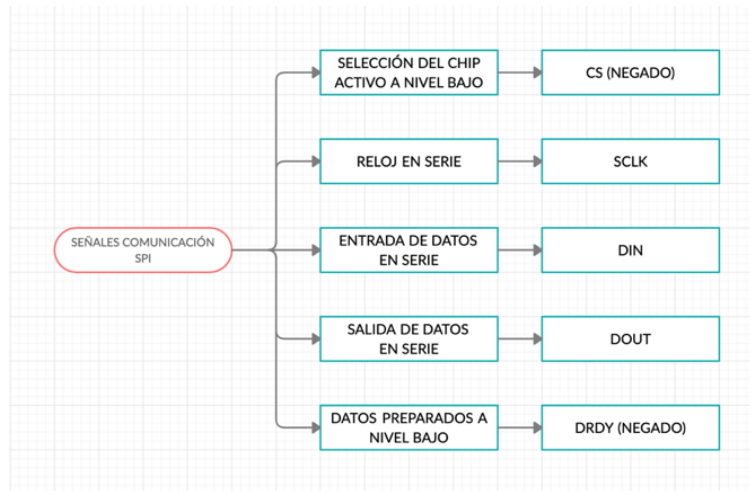 SELECCIÓN DEL CHIP
ACTIVO A NIVEL BAJO
CS (NEGADO)
RELOJ EN SERIE
SCLK
SEÑALES COMUNICACIÓN
SPI
ENTRADA DE DATOS
EN SERIE
DIN
SALIDA DE DATOS
EN SERIE
DOUT
DATOS PREPARADOS A
NIVEL BAJO
DRDY (NEGADO)